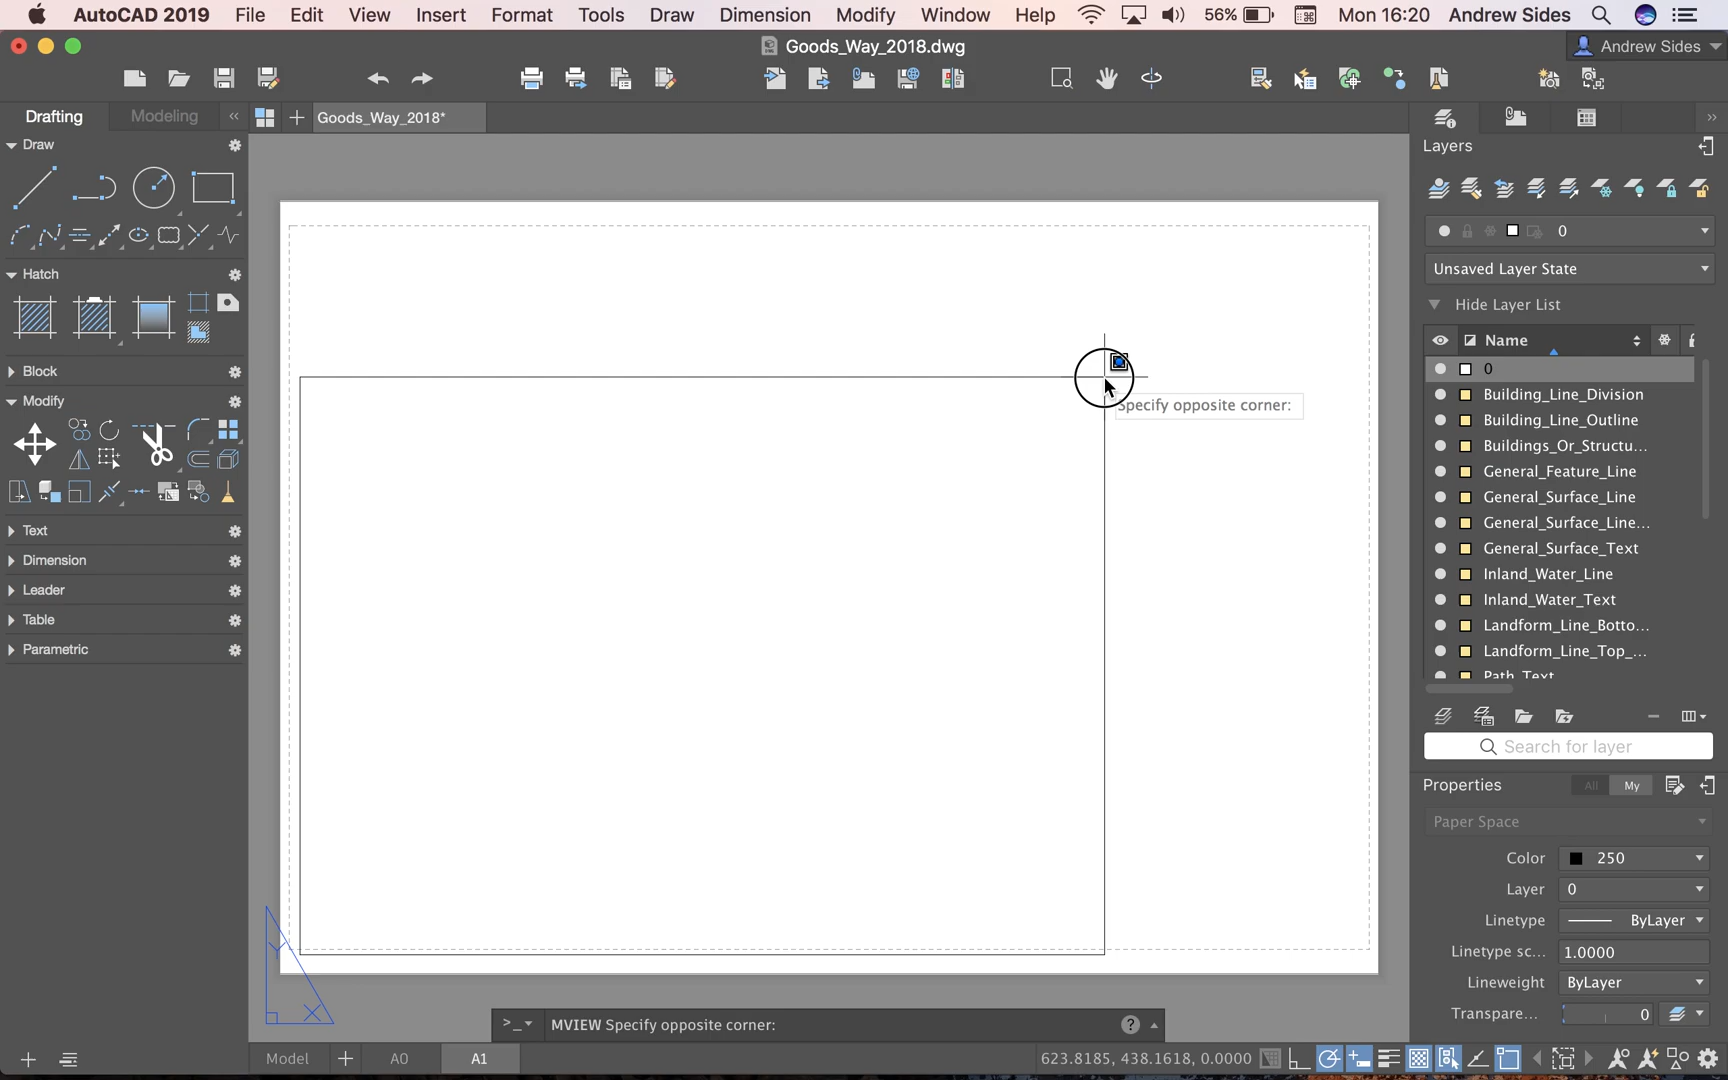 AutoCAD 2019 File Edit View Insert Format Tools Draw Dimension Modify Window Help 56% Mon 16:20 Andrew Sides
Goods_Way_2018.dwg
Andrew Sides
Drafting Modeling
Goods_Way_2018*
Draw
Hatch
Block
Modify
Text
Dimension
Leader
Table
Parametric
Specify opposite corner:
Y
X
>_ MVIEW Specify opposite corner: ?
Model A0 A1
623.8185, 438.1618, 0.0000
Layers
0
Unsaved Layer State
Hide Layer List
Name
0
Building_Line_Division
Building_Line_Outline
Buildings_Or_Structu...
General_Feature_Line
General_Surface_Line
General_Surface_Line...
General_Surface_Text
Inland_Water_Line
Inland_Water_Text
Landform_Line_Botto...
Landform_Line_Top_...
Path_Text
Search for layer
Properties All My
Paper Space
Color 250
Layer 0
Linetype ByLayer
Linetype sc... 1.0000
Lineweight ByLayer
Transpare... 0